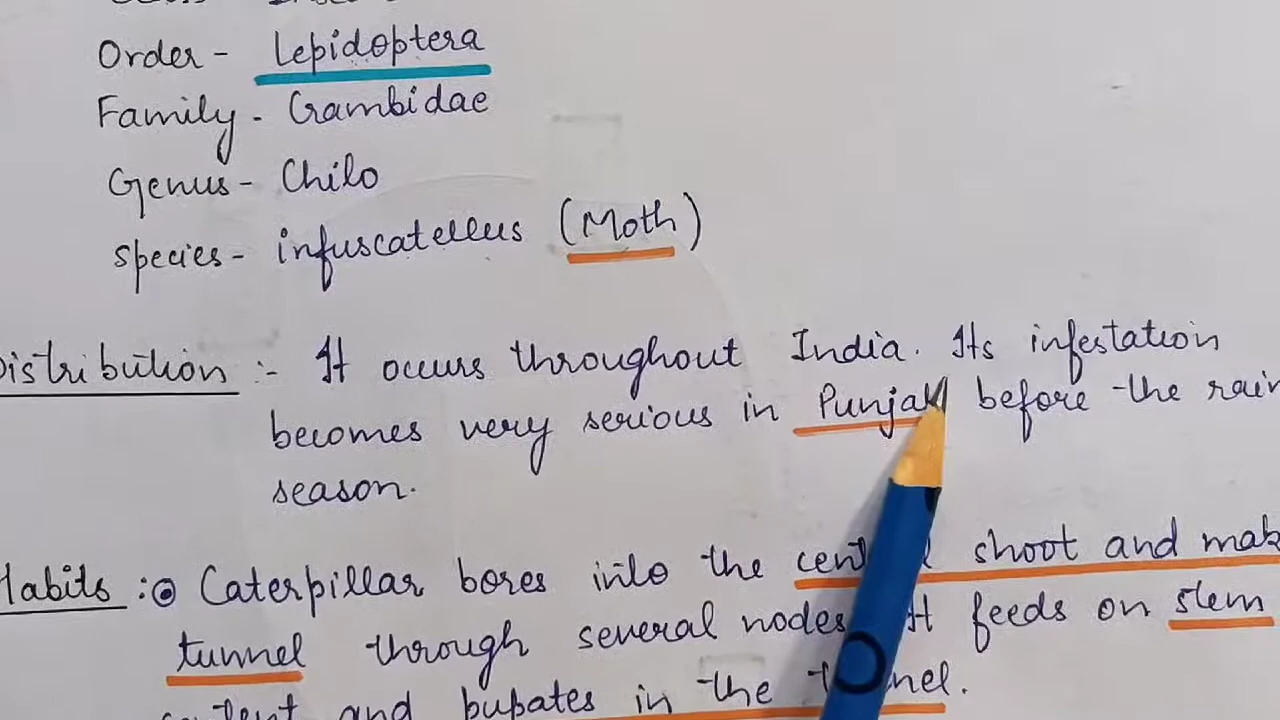 Order- Lepidoptera
Family- Crambidae
Genus- Chilo
Species- infuscatellus (Moth)
Distribution :- It occurs throughout India. Its infestation
becomes very serious in Punjab before the rain
season.
Habits : Caterpillar bores into the central shoot and mak
tunnel through several nodes It feeds on stem
and pupates in the tunnel.